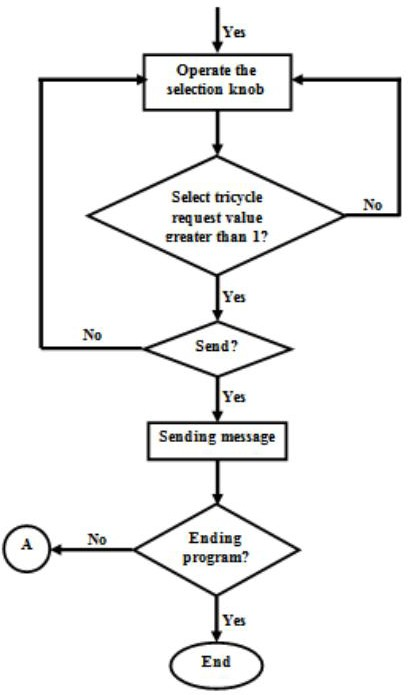 Yes
Operate the
selection knob
Select tricycle
request value
greater than 1?
No
Yes
No
Send?
Yes
Sending message
A
No
Ending
program?
Yes
End